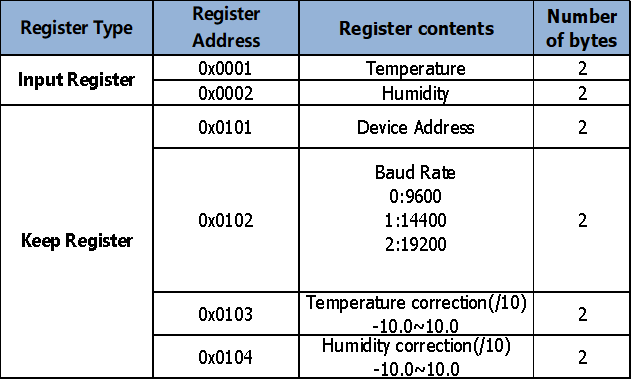 Register Type
Register Address
Register contents
Number of bytes
Input Register
0x0001
Temperature
2
0x0002
Humidity
2
Keep Register
0x0101
Device Address
2
0x0102
Baud Rate
0:9600
1:14400
2:19200
2
0x0103
Temperature correction(/10)
-10.0~10.0
2
0x0104
Humidity correction(/10)
-10.0~10.0
2